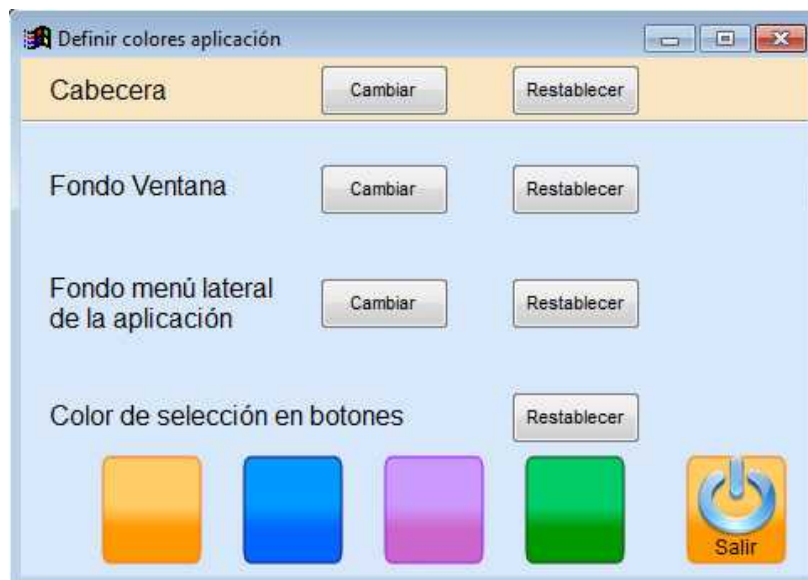 Definir colores aplicación
Cabecera
Cambiar
Restablecer
Fondo Ventana
Cambiar
Restablecer
Fondo menú lateral
de la aplicación
Cambiar
Restablecer
Color de selección en botones
Restablecer
Salir